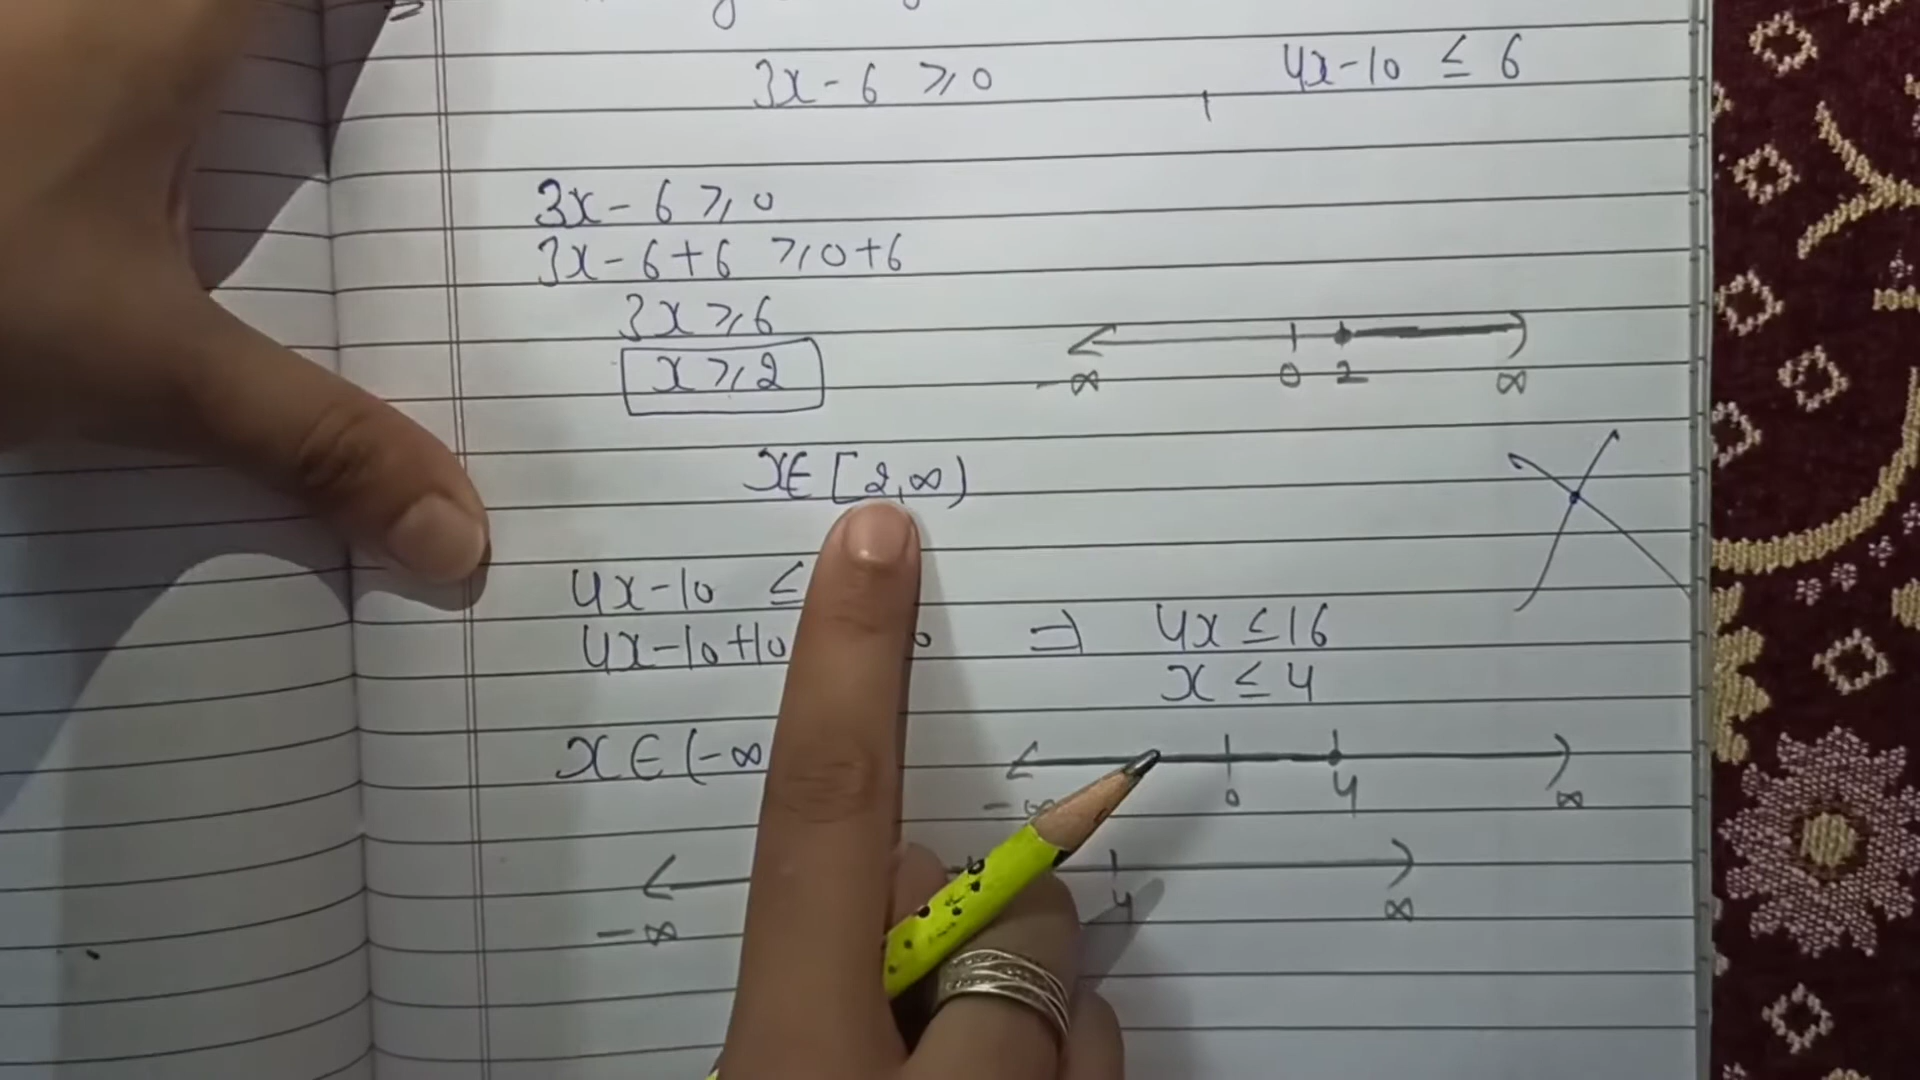 3x - 6 ⩾ 0 , 4x - 10 ≤ 6
3x - 6 ⩾ 0
3x - 6 + 6 ⩾ 0 + 6
3x ⩾ 6
x ⩾ 2
-∞ 0 2 ∞
x ∈ [2, ∞)
4x - 10 ≤
4x - 10 + 10 ⇒ 4x ≤ 16
x ≤ 4
x ∈ (-∞
-∞ 0 4 ∞
-∞ 4 ∞